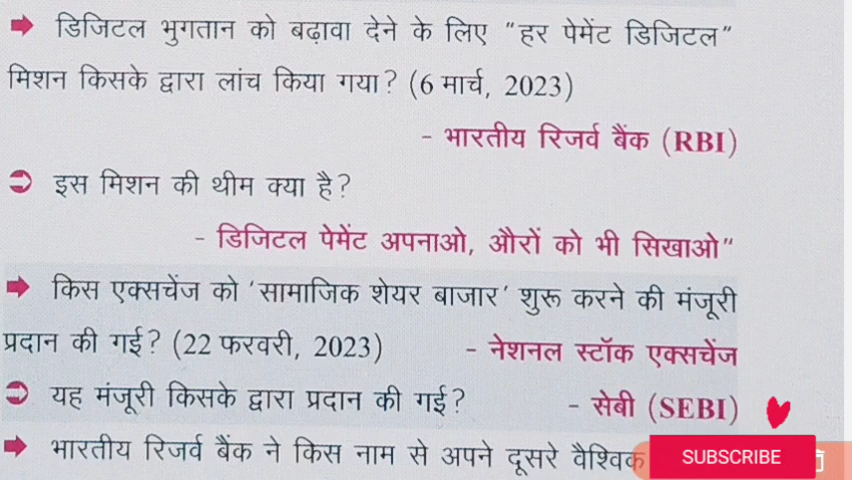 डिजिटल भुगतान को बढ़ावा देने के लिए "हर पेमेंट डिजिटल"
मिशन किसके द्वारा लांच किया गया? (6 मार्च, 2023)
- भारतीय रिजर्व बैंक (RBI)
इस मिशन की थीम क्या है?
- डिजिटल पेमेंट अपनाओ, औरों को भी सिखाओ"
किस एक्सचेंज को 'सामाजिक शेयर बाजार' शुरू करने की मंजूरी
प्रदान की गई? (22 फरवरी, 2023) - नेशनल स्टॉक एक्सचेंज
यह मंजूरी किसके द्वारा प्रदान की गई? - सेबी (SEBI)
भारतीय रिजर्व बैंक ने किस नाम से अपने दूसरे वैश्विक
SUBSCRIBE